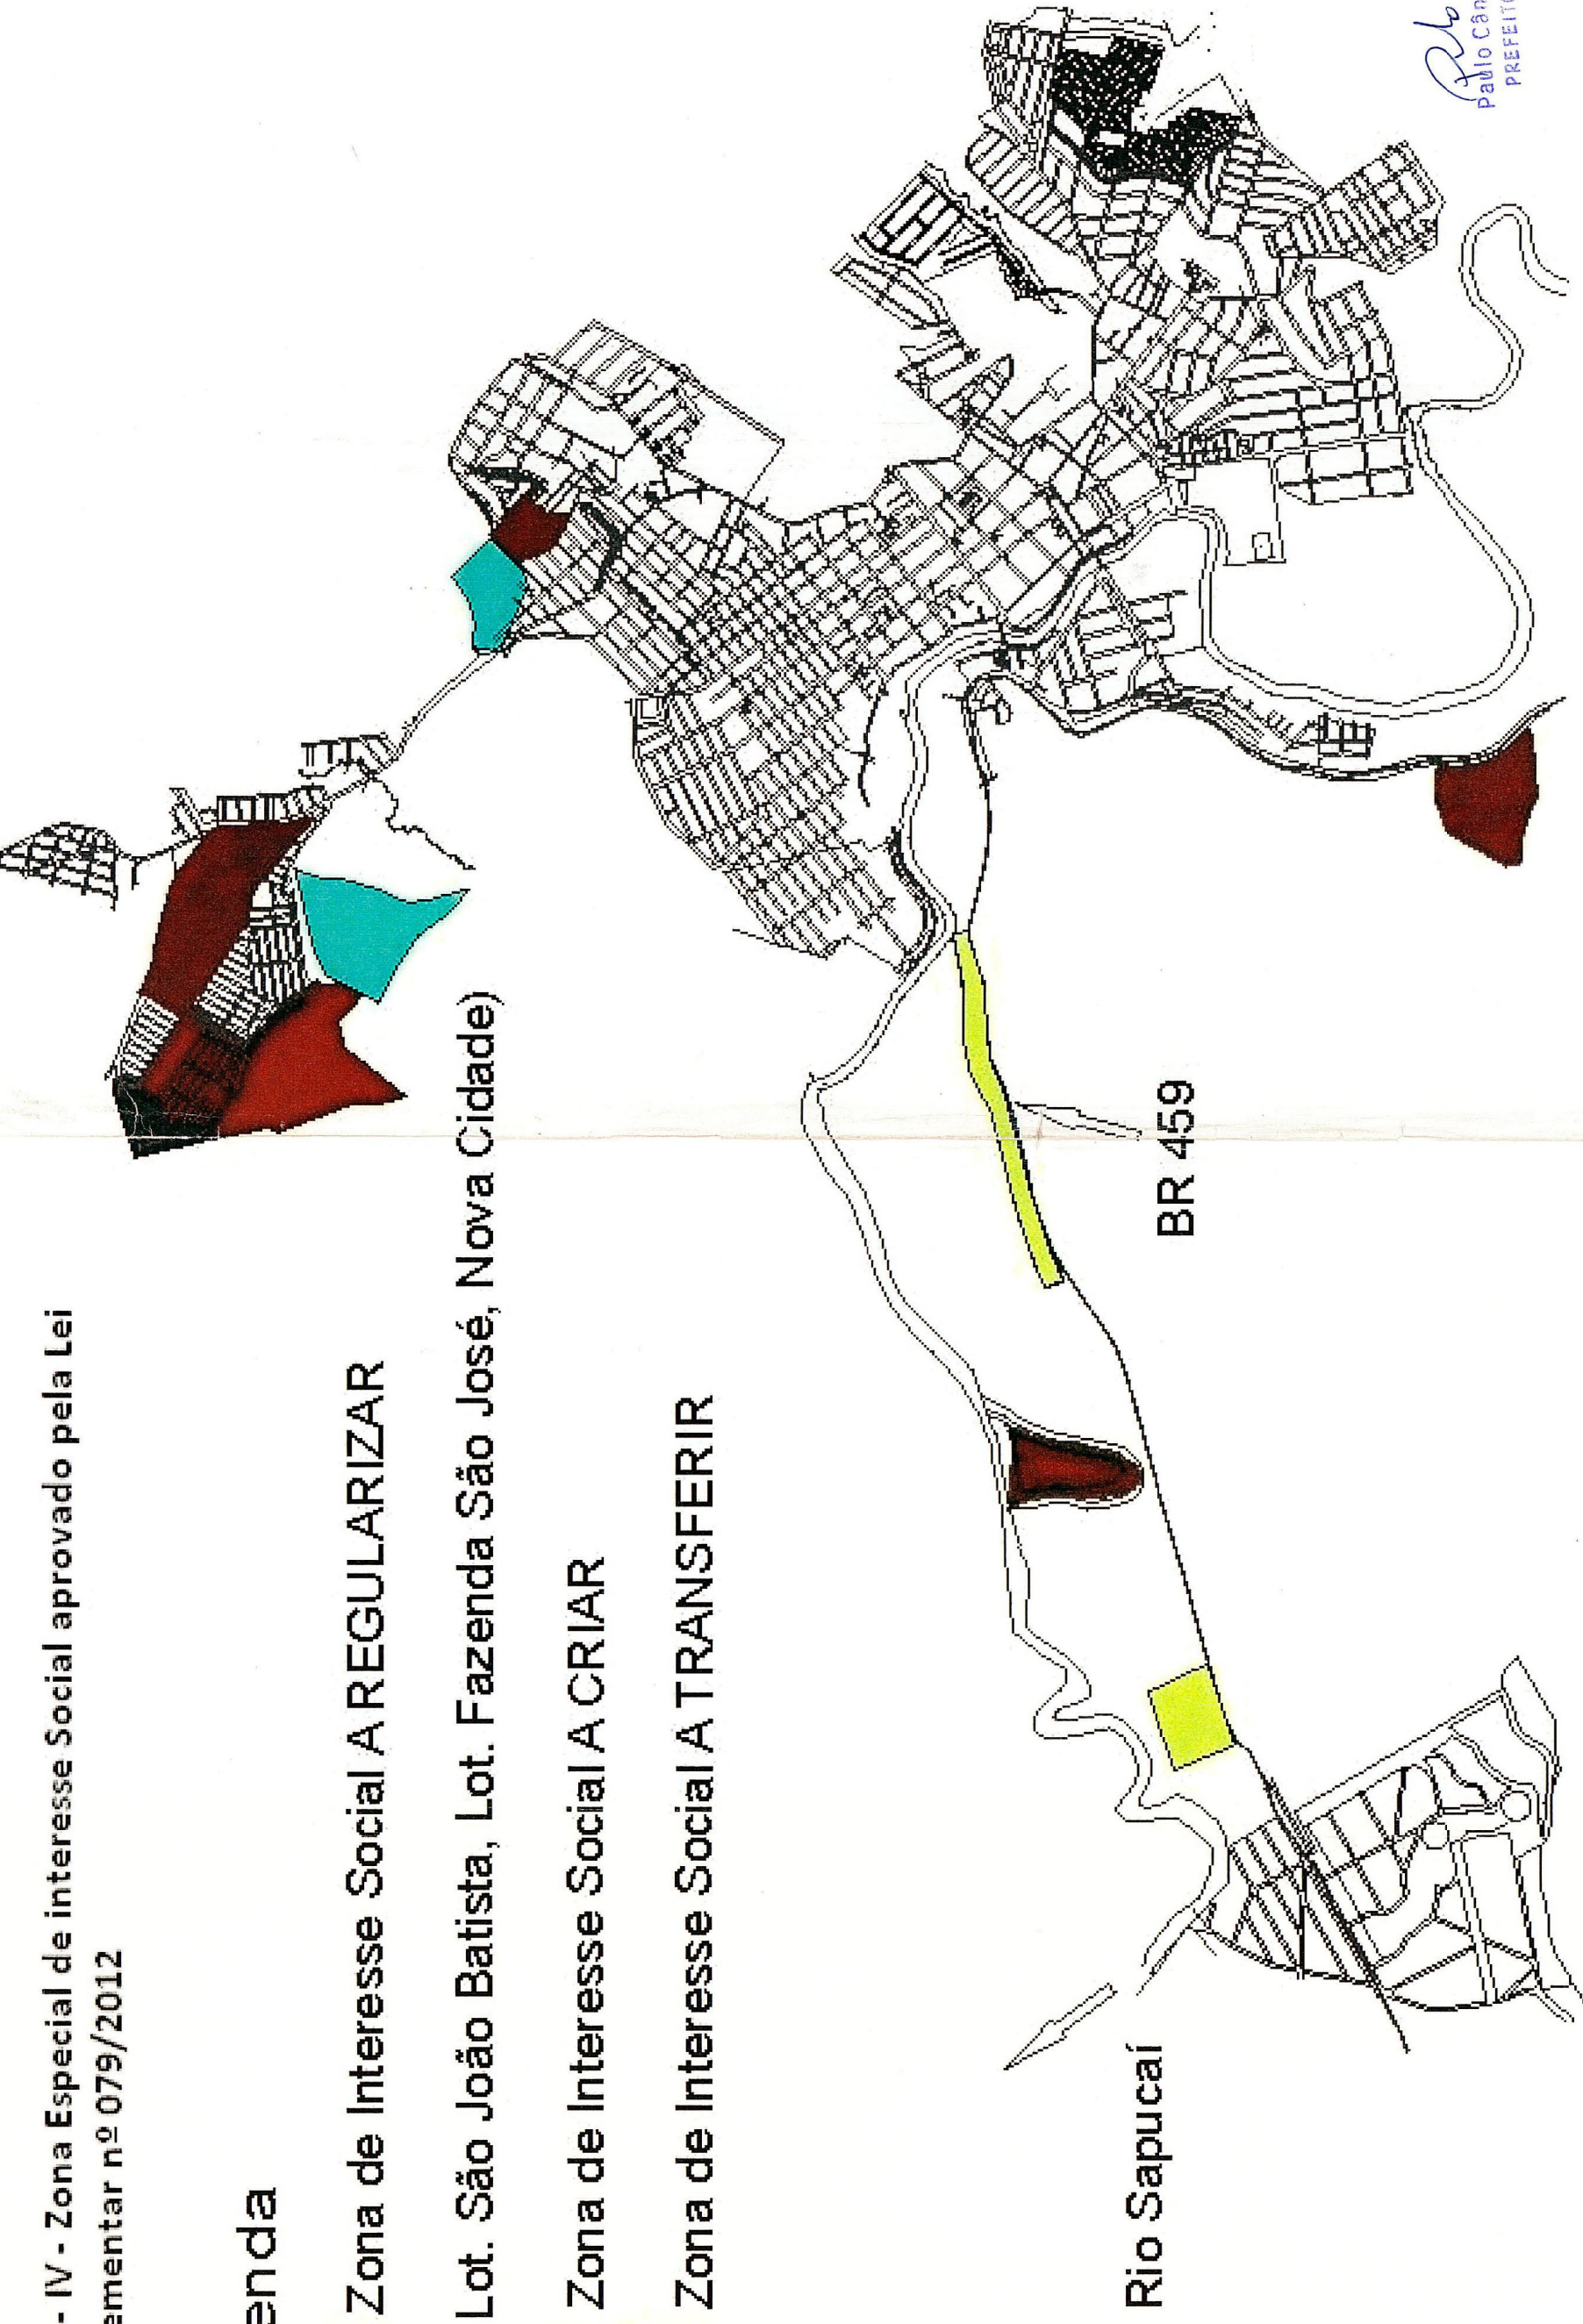 - IV - Zona Especial de interesse Social aprovado pela Lei
ementar nº 079/2012
enda
Zona de Interesse Social A REGULARIZAR
Lot. São João Batista, Lot. Fazenda São José, Nova Cidade)
Zona de Interesse Social A CRIAR
Zona de Interesse Social A TRANSFERIR
BR 459
Rio Sapucaí
Paulo Cân
PREFEITO